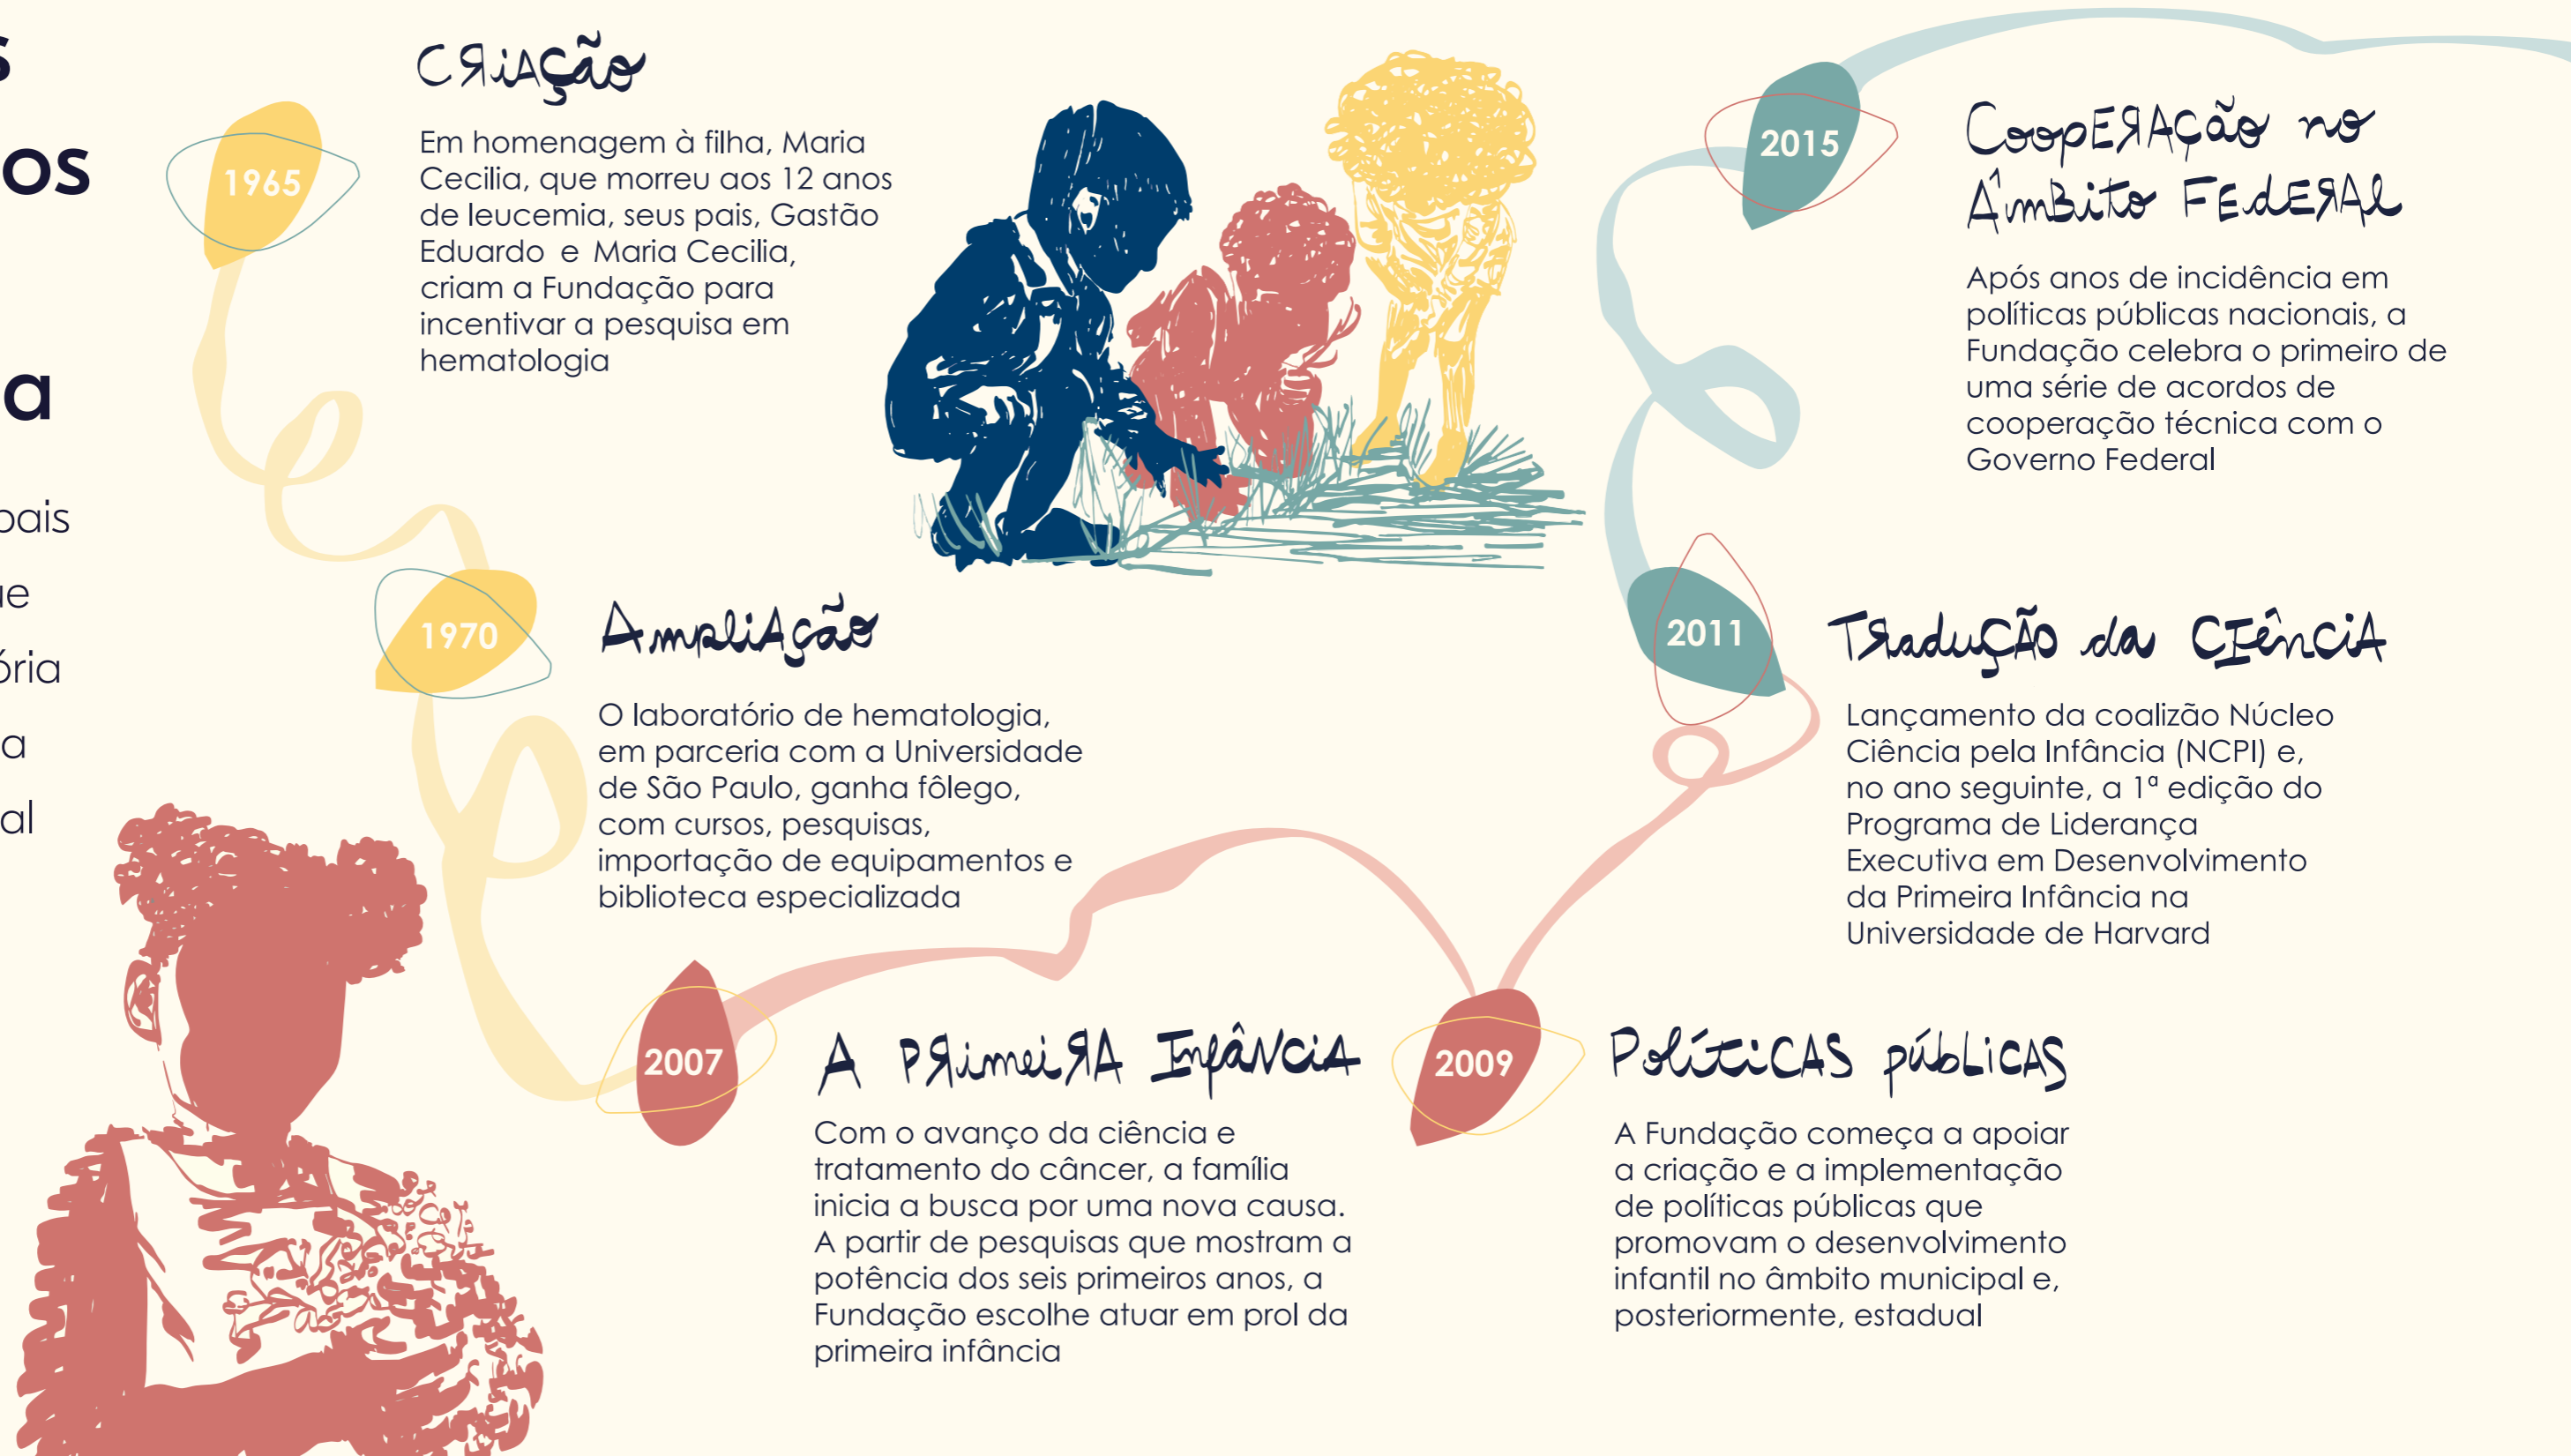 s
os
a
pais
ue
ória
a
al
1965
CRiAção
Em homenagem à filha, Maria
Cecilia, que morreu aos 12 anos
de leucemia, seus pais, Gastão
Eduardo e Maria Cecilia,
criam a Fundação para
incentivar a pesquisa em
hematologia
1970
AmpliAção
O laboratório de hematologia,
em parceria com a Universidade
de São Paulo, ganha fôlego,
com cursos, pesquisas,
importação de equipamentos e
biblioteca especializada
2007
A PRimeiRA InfâNciA
Com o avanço da ciência e
tratamento do câncer, a família
inicia a busca por uma nova causa.
A partir de pesquisas que mostram a
potência dos seis primeiros anos, a
Fundação escolhe atuar em prol da
primeira infância
2009
PolíticAS públicAS
A Fundação começa a apoiar
a criação e a implementação
de políticas públicas que
promovam o desenvolvimento
infantil no âmbito municipal e,
posteriormente, estadual
2011
TRaduÇÃO da CIênciA
Lançamento da coalizão Núcleo
Ciência pela Infância (NCPI) e,
no ano seguinte, a 1ª edição do
Programa de Liderança
Executiva em Desenvolvimento
da Primeira Infância na
Universidade de Harvard
2015
CoopERAção no
ÂmBito FEdERAl
Após anos de incidência em
políticas públicas nacionais, a
Fundação celebra o primeiro de
uma série de acordos de
cooperação técnica com o
Governo Federal